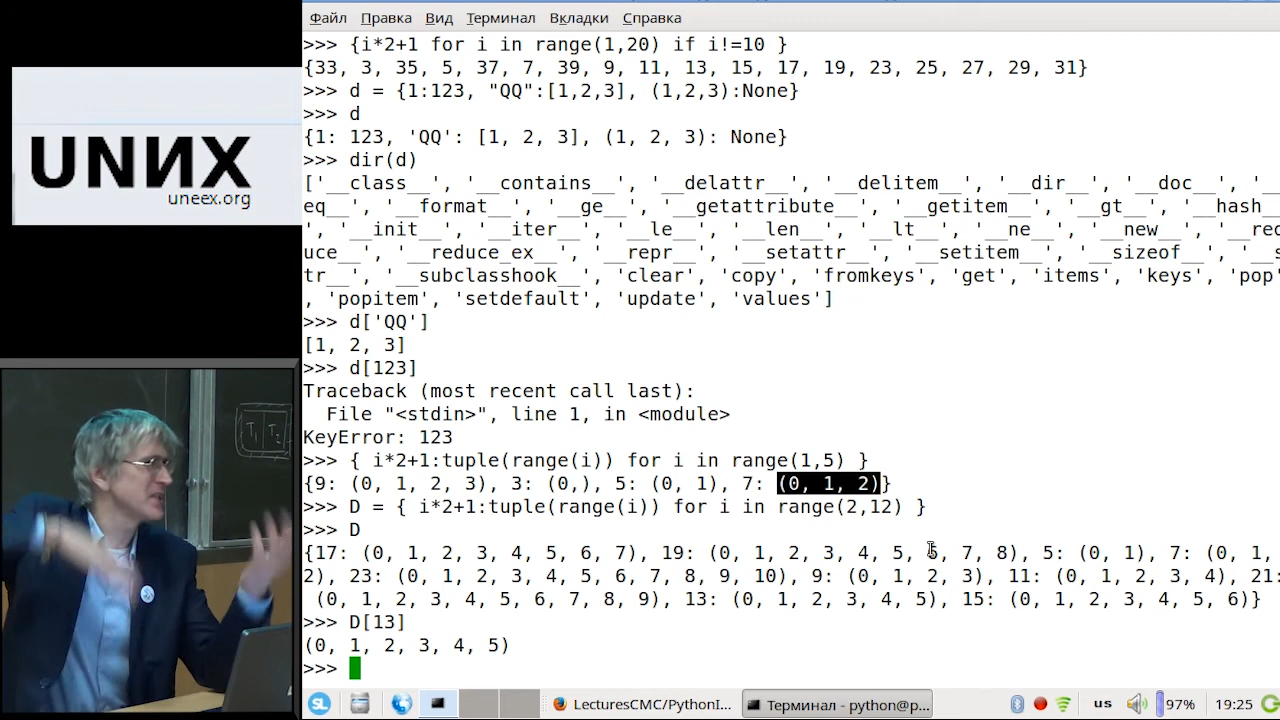 Файл Правка Вид Терминал Вкладки Справка
>>> {i*2+1 for i in range(1,20) if i!=10 }
{33, 3, 35, 5, 37, 7, 39, 9, 11, 13, 15, 17, 19, 23, 25, 27, 29, 31}
>>> d = {1:123, "QQ":[1,2,3], (1,2,3):None}
>>> d
{1: 123, 'QQ': [1, 2, 3], (1, 2, 3): None}
>>> dir(d)
['__class__', '__contains__', '__delattr__', '__delitem__', '__dir__', '__doc__', '__
eq__', '__format__', '__ge__', '__getattribute__', '__getitem__', '__gt__', '__hash__
', '__init__', '__iter__', '__le__', '__len__', '__lt__', '__ne__', '__new__', '__red
uce__', '__reduce_ex__', '__repr__', '__setattr__', '__setitem__', '__sizeof__', '__s
tr__', '__subclasshook__', 'clear', 'copy', 'fromkeys', 'get', 'items', 'keys', 'pop'
, 'popitem', 'setdefault', 'update', 'values']
>>> d['QQ']
[1, 2, 3]
>>> d[123]
Traceback (most recent call last):
File "<stdin>", line 1, in <module>
KeyError: 123
>>> { i*2+1:tuple(range(i)) for i in range(1,5) }
{9: (0, 1, 2, 3), 3: (0,), 5: (0, 1), 7: (0, 1, 2)}
>>> D = { i*2+1:tuple(range(i)) for i in range(2,12) }
>>> D
{17: (0, 1, 2, 3, 4, 5, 6, 7), 19: (0, 1, 2, 3, 4, 5, 6, 7, 8), 5: (0, 1), 7: (0, 1,
2), 23: (0, 1, 2, 3, 4, 5, 6, 7, 8, 9, 10), 9: (0, 1, 2, 3), 11: (0, 1, 2, 3, 4), 21:
(0, 1, 2, 3, 4, 5, 6, 7, 8, 9), 13: (0, 1, 2, 3, 4, 5), 15: (0, 1, 2, 3, 4, 5, 6)}
>>> D[13]
(0, 1, 2, 3, 4, 5)
>>>
UNИX
uneex.org
T1 T2
SL LecturesCMC/PythonI... Терминал - python@p... us 97% 19:25